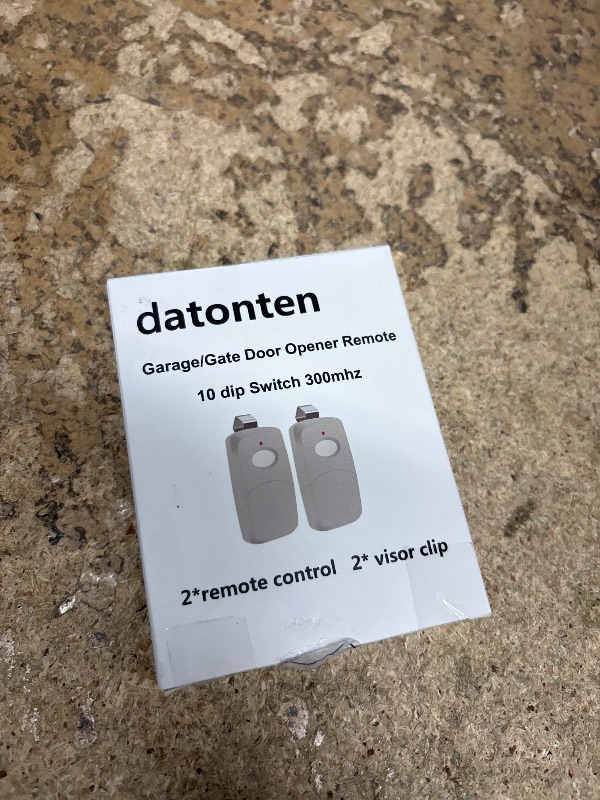 datonten
Garage/Gate Door Opener Remote
10 dip Switch 300mhz
2*remote control 2* visor clip